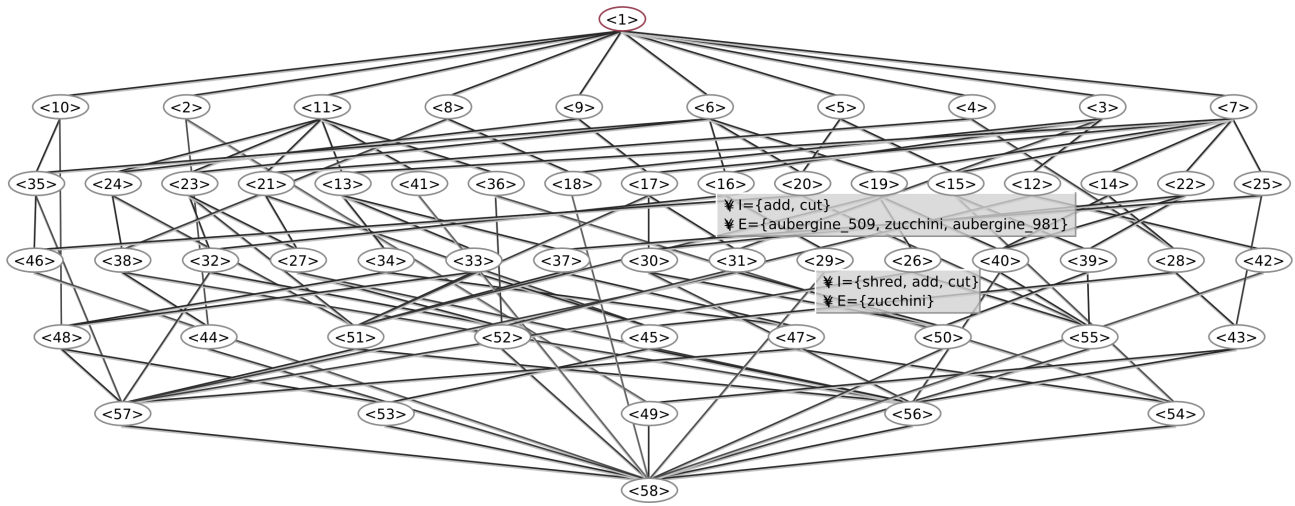 <1>
<10> <2> <11> <8> <9> <6> <5> <4> <3> <7>
<35> <24> <23> <21> <13> <41> <36> <18> <17> <16> <20> <19> <15> <12> <14> <22> <25>
¥ I={add, cut}
¥ E={aubergine_509, zucchini, aubergine_981}
<46> <38> <32> <27> <34> <33> <37> <30> <31> <29> <26> <40> <39> <28> <42>
¥ I={shred, add, cut}
¥ E={zucchini}
<48> <44> <51> <52> <45> <47> <50> <55> <43>
<57> <53> <49> <56> <54>
<58>